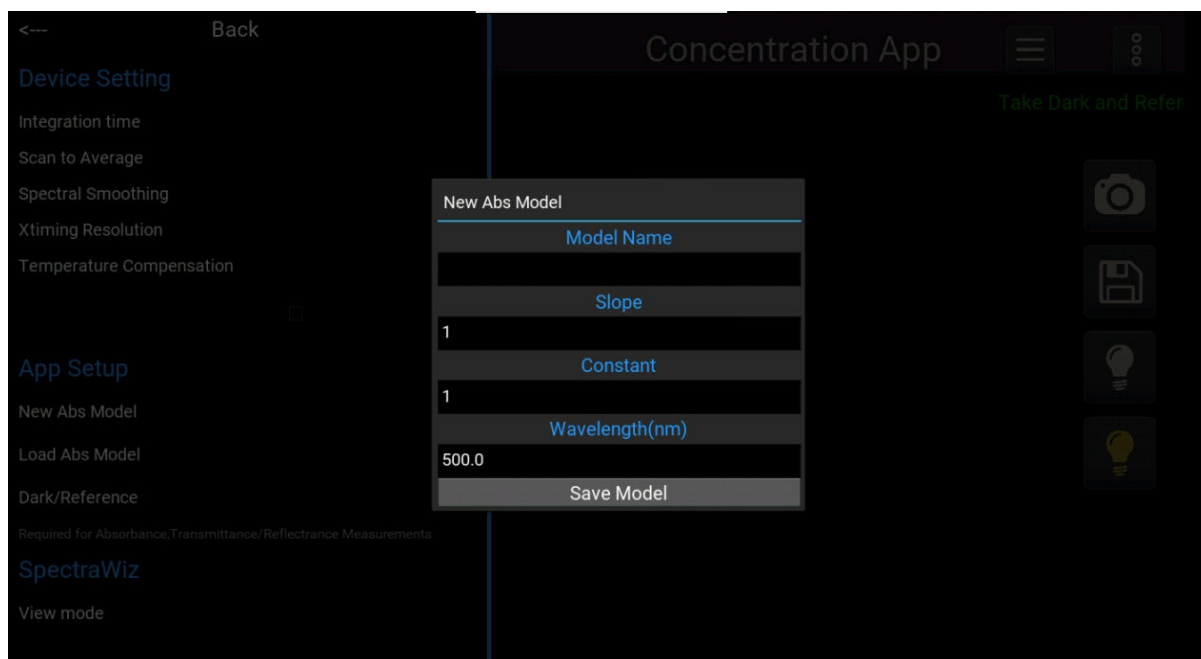 <--- Back
Device Setting
Integration time
Scan to Average
Spectral Smoothing
Xtiming Resolution
Temperature Compensation
App Setup
New Abs Model
Load Abs Model
Dark/Reference
Required for Absorbance,Transmittance/Reflectrance Measurements
SpectraWiz
View mode
Concentration App
Take Dark and Refer
New Abs Model
Model Name
Slope
1
Constant
1
Wavelength(nm)
500.0
Save Model